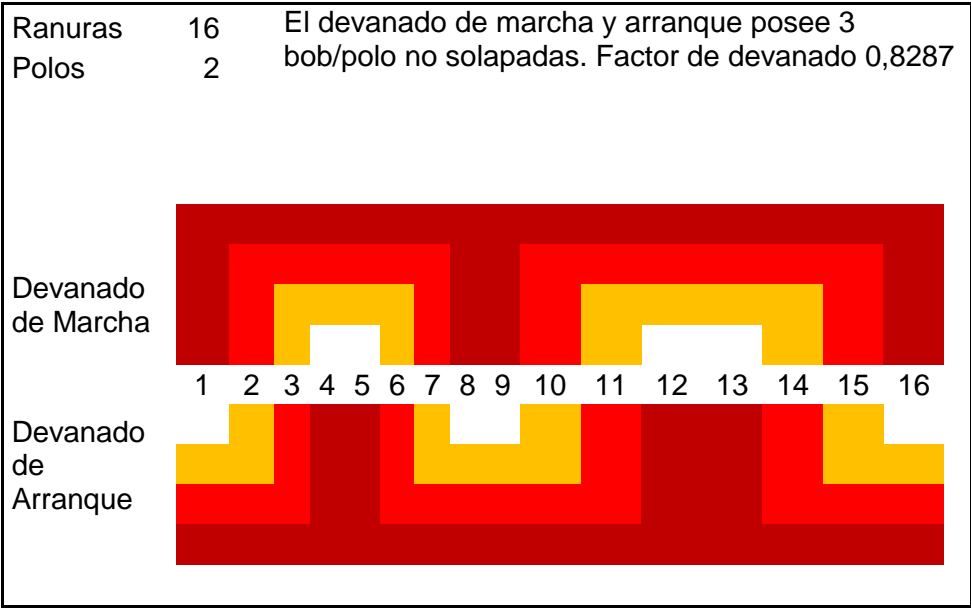 Ranuras 16
Polos 2
El devanado de marcha y arranque posee 3
bob/polo no solapadas. Factor de devanado 0,8287
Devanado
de Marcha
1 2 3 4 5 6 7 8 9 10 11 12 13 14 15 16
Devanado
de
Arranque